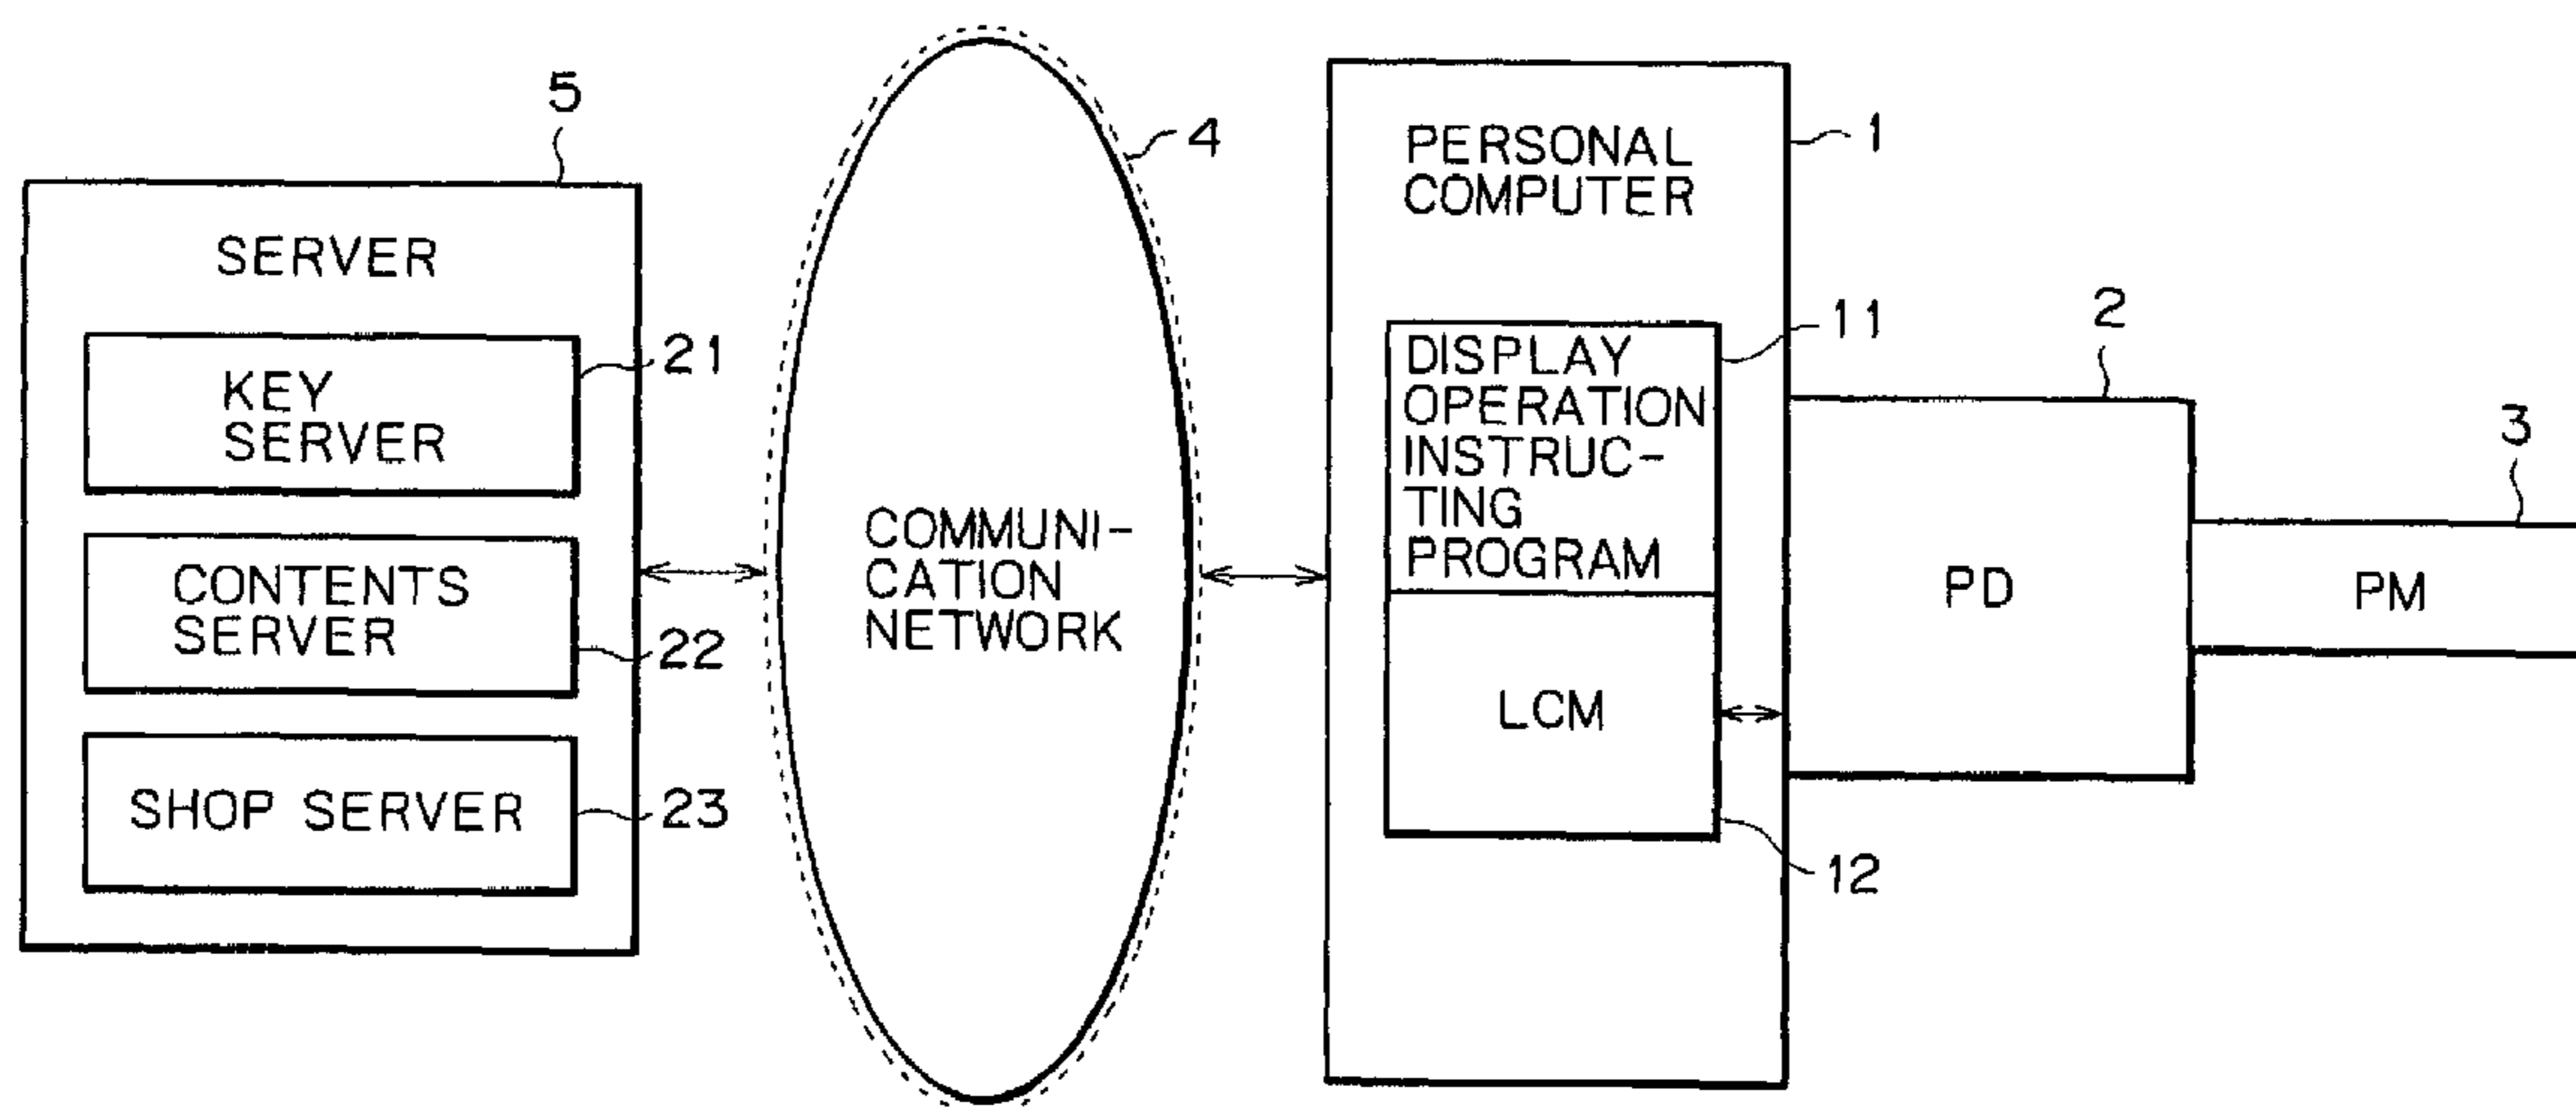 5
SERVER
21
KEY
SERVER
CONTENTS
SERVER
22
SHOP SERVER
23
4
COMMUNI-
CATION
NETWORK
1
PERSONAL
COMPUTER
11
DISPLAY
OPERATION
INSTRUC-
TING
PROGRAM
LCM
12
2
PD
3
PM